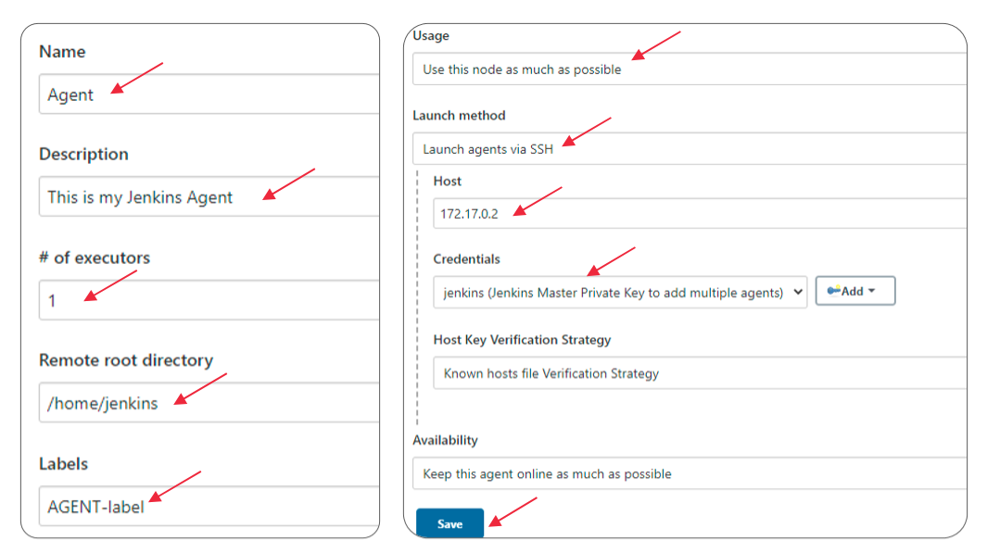 Name
Agent
Description
This is my Jenkins Agent
# of executors
1
Remote root directory
/home/jenkins
Labels
AGENT-label
Usage
Use this node as much as possible
Launch method
Launch agents via SSH
Host
172.17.0.2
Credentials
jenkins (Jenkins Master Private Key to add multiple agents)
Add
Host Key Verification Strategy
Known hosts file Verification Strategy
Availability
Keep this agent online as much as possible
Save